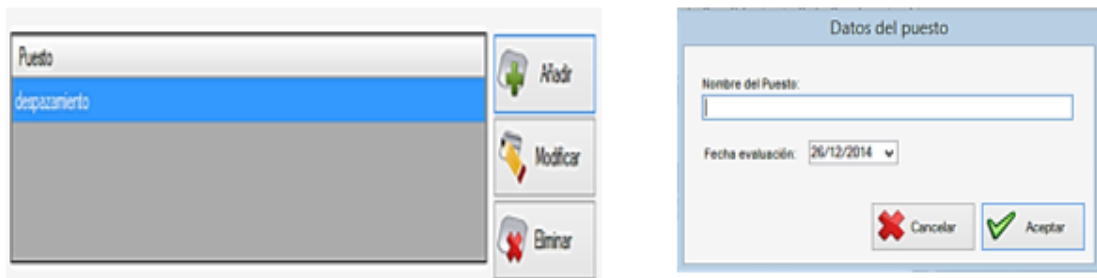 Puesto
despazamiento
Añadir
Modificar
Eliminar
Datos del puesto
Nombre del Puesto:
Fecha evaluación: 26/12/2014
Cancelar Aceptar